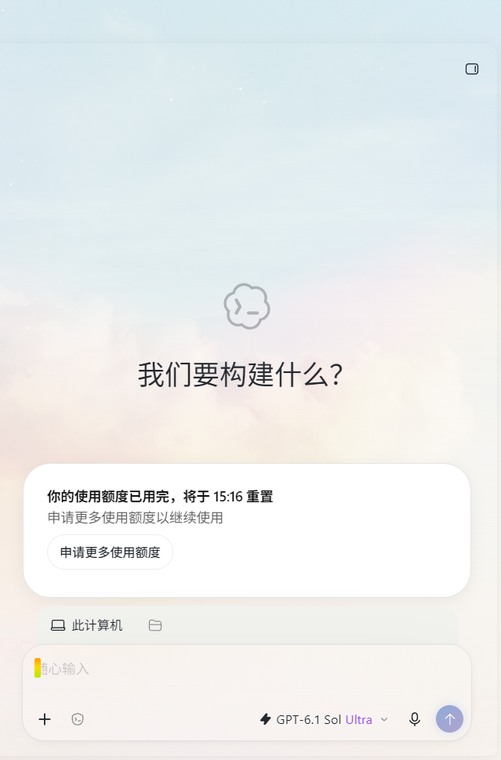 我们要构建什么？
你的使用额度已用完，将于 15:16 重置
申请更多使用额度以继续使用
申请更多使用额度
此计算机
随心输入
GPT-6.1 Sol Ultra